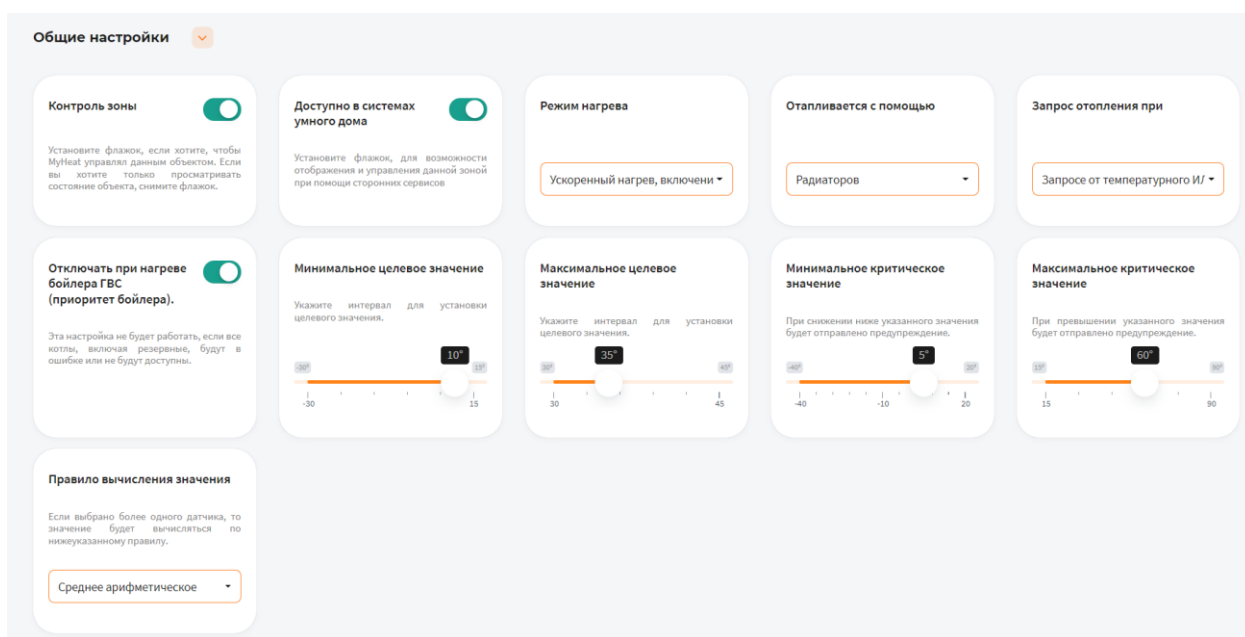 Общие настройки
Контроль зоны
Установите флажок, если хотите, чтобы
MyHeat управлял данным объектом. Если
вы хотите только просматривать
состояние объекта, снимите флажок.
Доступно в системах
умного дома
Установите флажок, для возможности
отображения и управления данной зоной
при помощи сторонних сервисов
Режим нагрева
Ускоренный нагрев, включени
Отапливается с помощью
Радиаторов
Запрос отопления при
Запросе от температурного И/
Отключать при нагреве
бойлера ГВС
(приоритет бойлера).
Эта настройка не будет работать, если все
котлы, включая резервные, будут в
ошибке или не будут доступны.
Минимальное целевое значение
Укажите интервал для установки
целевого значения.
10°
-30° 15°
-30 15
Максимальное целевое
значение
Укажите интервал для установки
целевого значения.
35°
30° 45°
30 45
Минимальное критическое
значение
При снижении ниже указанного значения
будет отправлено предупреждение.
5°
-40° 20°
-40 -10 20
Максимальное критическое
значение
При превышении указанного значения
будет отправлено предупреждение.
60°
15° 90°
15 90
Правило вычисления значения
Если выбрано более одного датчика, то
значение будет вычисляться по
нижеуказанному правилу.
Среднее арифметическое